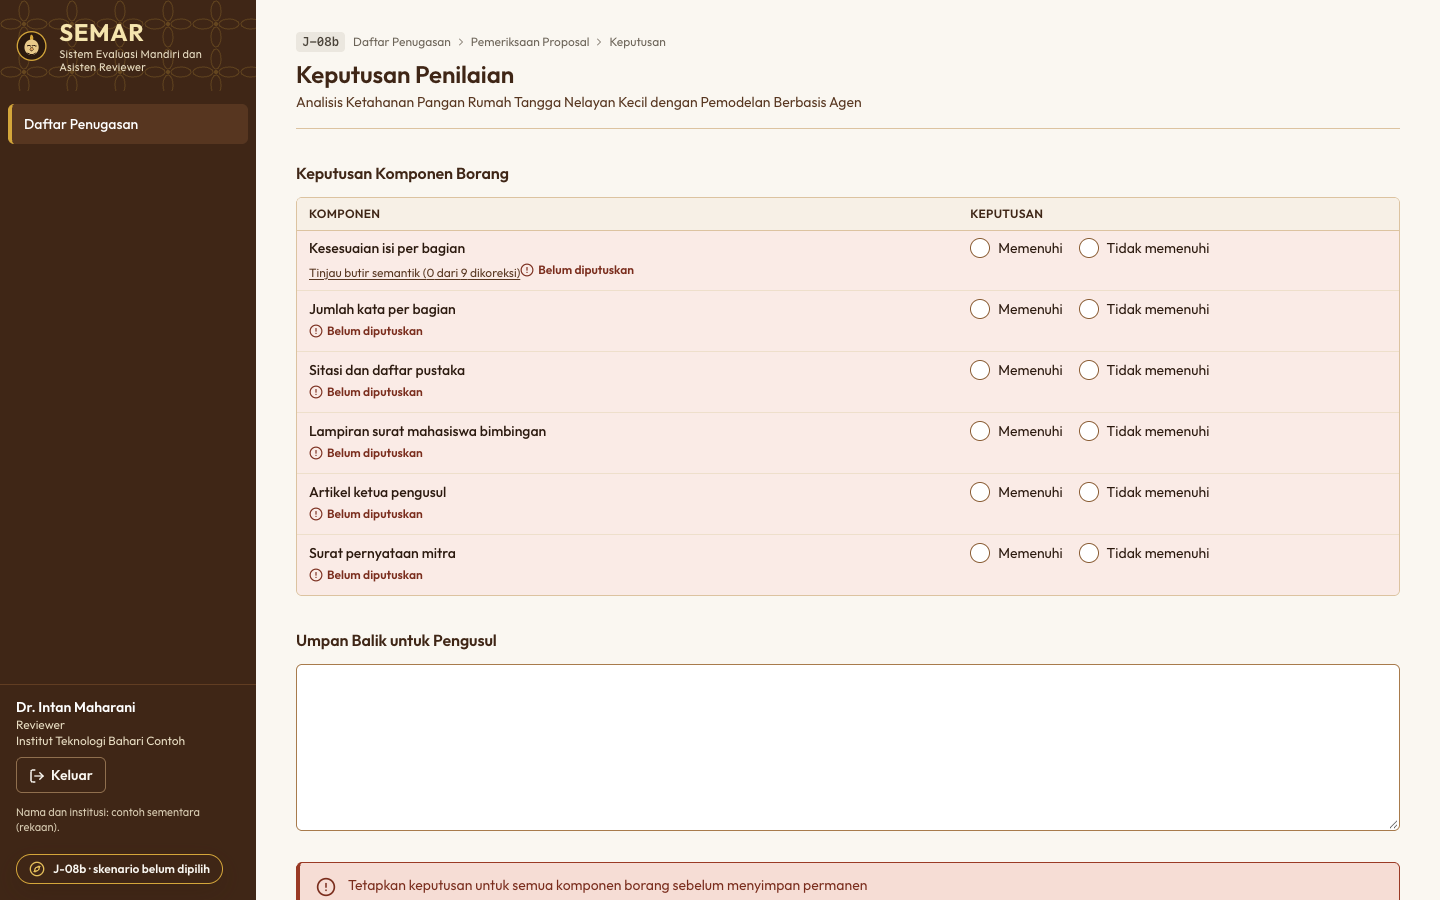 SEMAR
Sistem Evaluasi Mandiri dan
Asisten Reviewer
Daftar Penugasan
Dr. Intan Maharani
Reviewer
Institut Teknologi Bahari Contoh
Keluar
Nama dan institusi: contoh sementara
(rekaan).
J-08b · skenario belum dipilih
J-08b Daftar Penugasan > Pemeriksaan Proposal > Keputusan
Keputusan Penilaian
Analisis Ketahanan Pangan Rumah Tangga Nelayan Kecil dengan Pemodelan Berbasis Agen
Keputusan Komponen Borang
KOMPONEN KEPUTUSAN
Kesesuaian isi per bagian Memenuhi Tidak memenuhi
Tinjau butir semantik (0 dari 9 dikoreksi) Belum diputuskan
Jumlah kata per bagian Memenuhi Tidak memenuhi
Belum diputuskan
Sitasi dan daftar pustaka Memenuhi Tidak memenuhi
Belum diputuskan
Lampiran surat mahasiswa bimbingan Memenuhi Tidak memenuhi
Belum diputuskan
Artikel ketua pengusul Memenuhi Tidak memenuhi
Belum diputuskan
Surat pernyataan mitra Memenuhi Tidak memenuhi
Belum diputuskan
Umpan Balik untuk Pengusul
Tetapkan keputusan untuk semua komponen borang sebelum menyimpan permanen